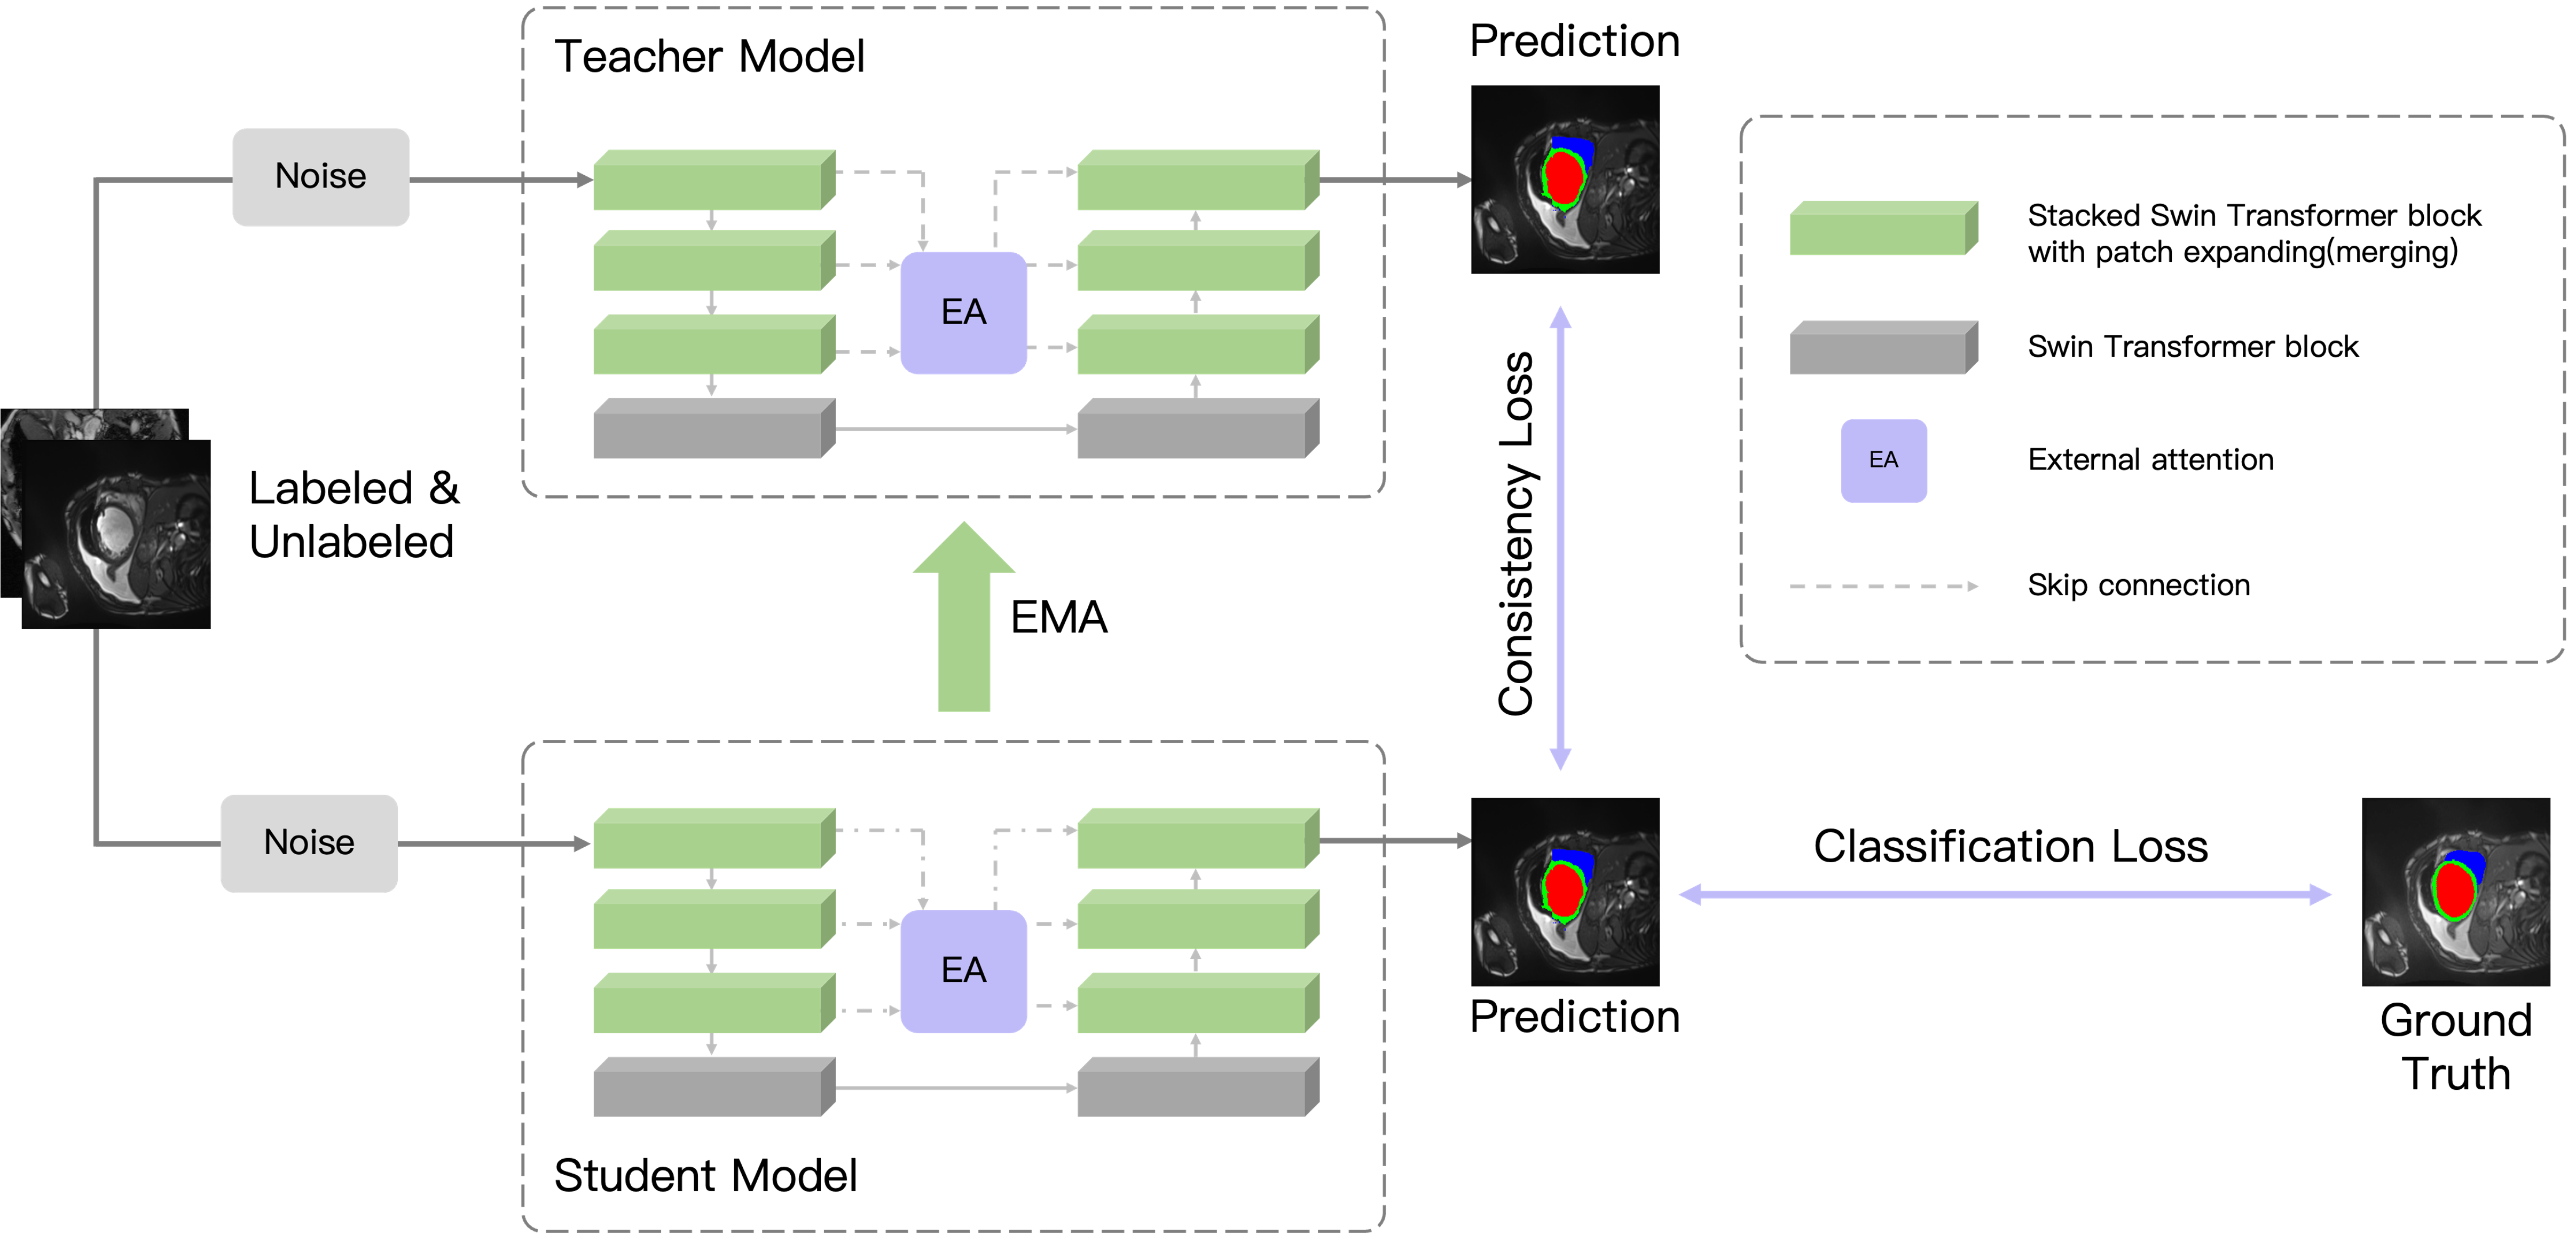 Teacher Model
Prediction
Noise
EA
Stacked Swin Transformer block
with patch expanding(merging)
Swin Transformer block
EA
External attention
Skip connection
Labeled &
Unlabeled
EMA
Consistency Loss
Noise
EA
Student Model
Prediction
Classification Loss
Ground
Truth